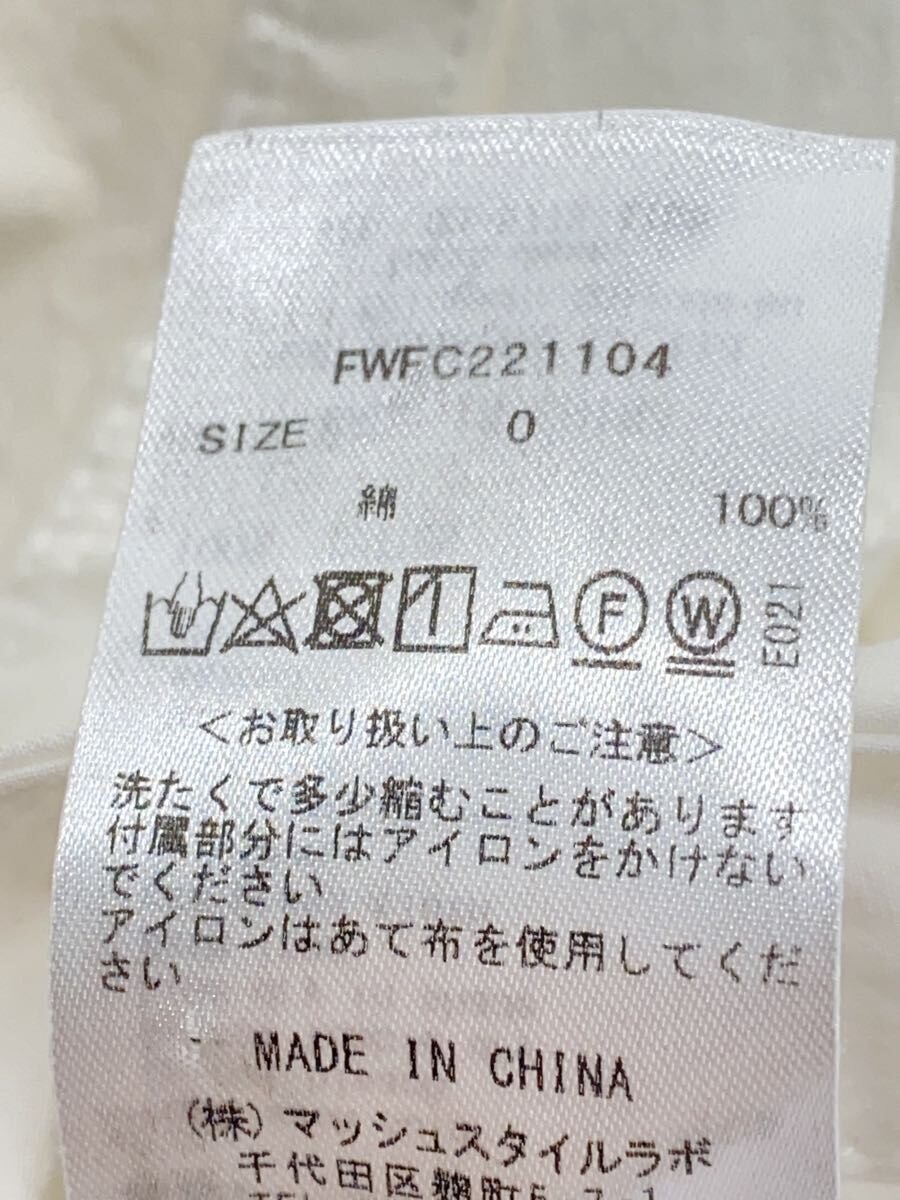 FWFC221104
SIZE 0
綿 100%
F W E021
<お取り扱い上のご注意>
洗たくで多少縮むことがあります
付属部分にはアイロンをかけない
でください
アイロンはあて布を使用してくだ
さい
MADE IN CHINA
(株)マッシュスタイルラボ
千代田区麹町5-7-1
TEL